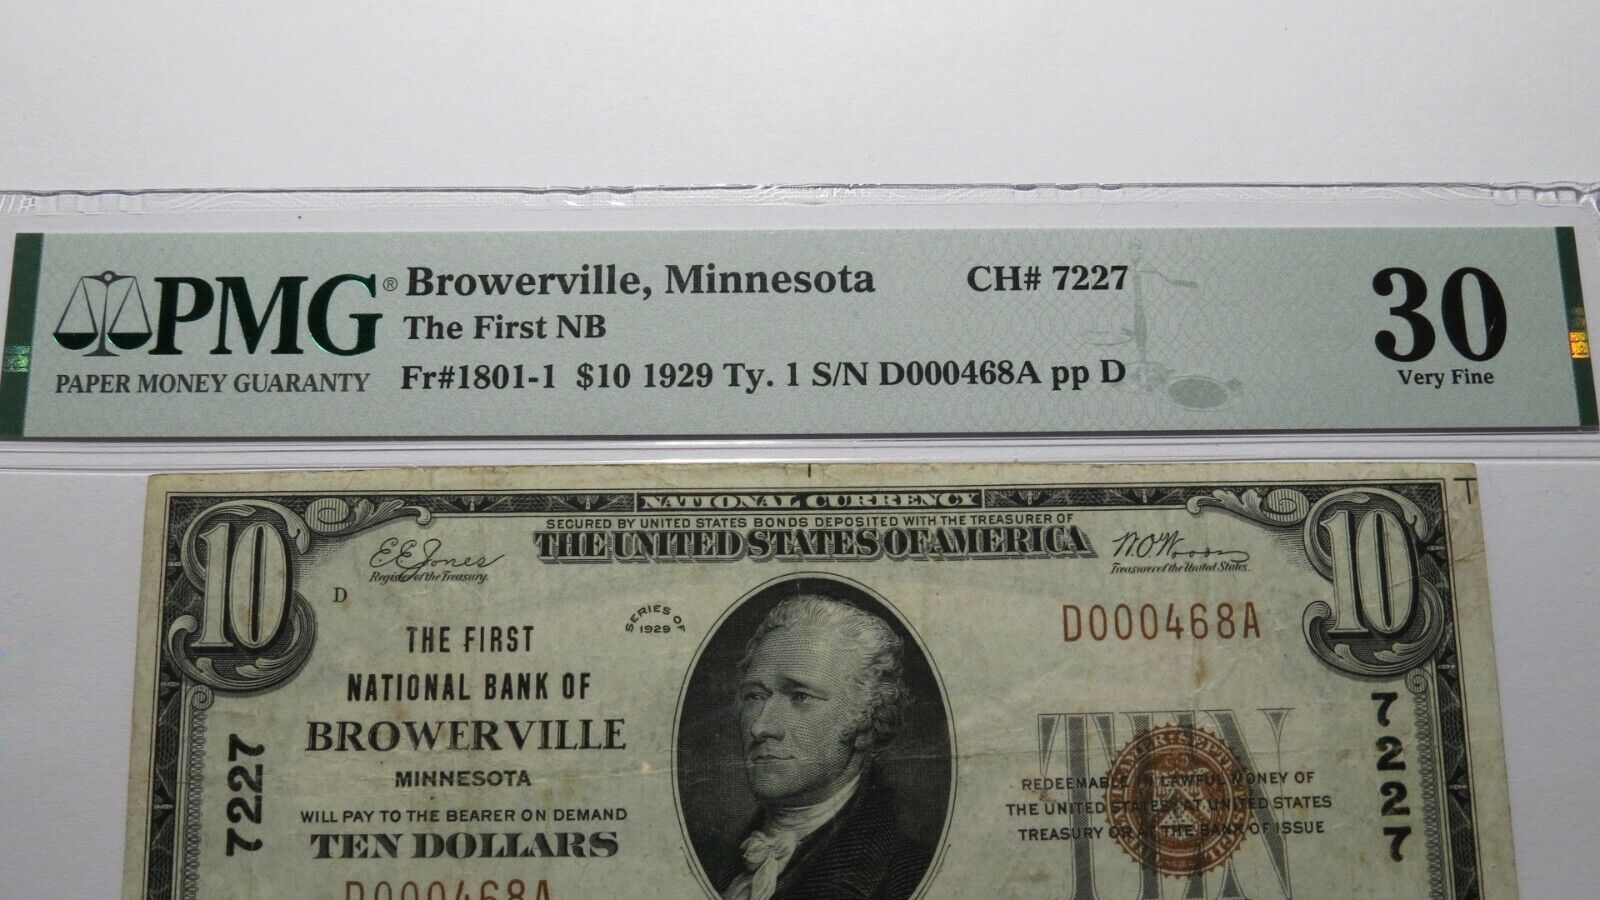 PMG®
PAPER MONEY GUARANTY
Browerville, Minnesota CH# 7227
The First NB
Fr#1801-1 $10 1929 Ty. 1 S/N D000468A pp D
30
Very Fine
NATIONAL CURRENCY
SECURED BY UNITED STATES BONDS DEPOSITED WITH THE TREASURER OF
THE UNITED STATES OF AMERICA
10
10
E.E. Jones
Register of the Treasury.
W.O. Woods
Treasurer of the United States.
D
SERIES OF
1929
D000468A
THE FIRST
NATIONAL BANK OF
BROWERVILLE
MINNESOTA
WILL PAY TO THE BEARER ON DEMAND
TEN DOLLARS
D000468A
7227
7227
TEN
REDEEMABLE IN LAWFUL MONEY OF
THE UNITED STATES AT UNITED STATES
TREASURY OR AT THE BANK OF ISSUE